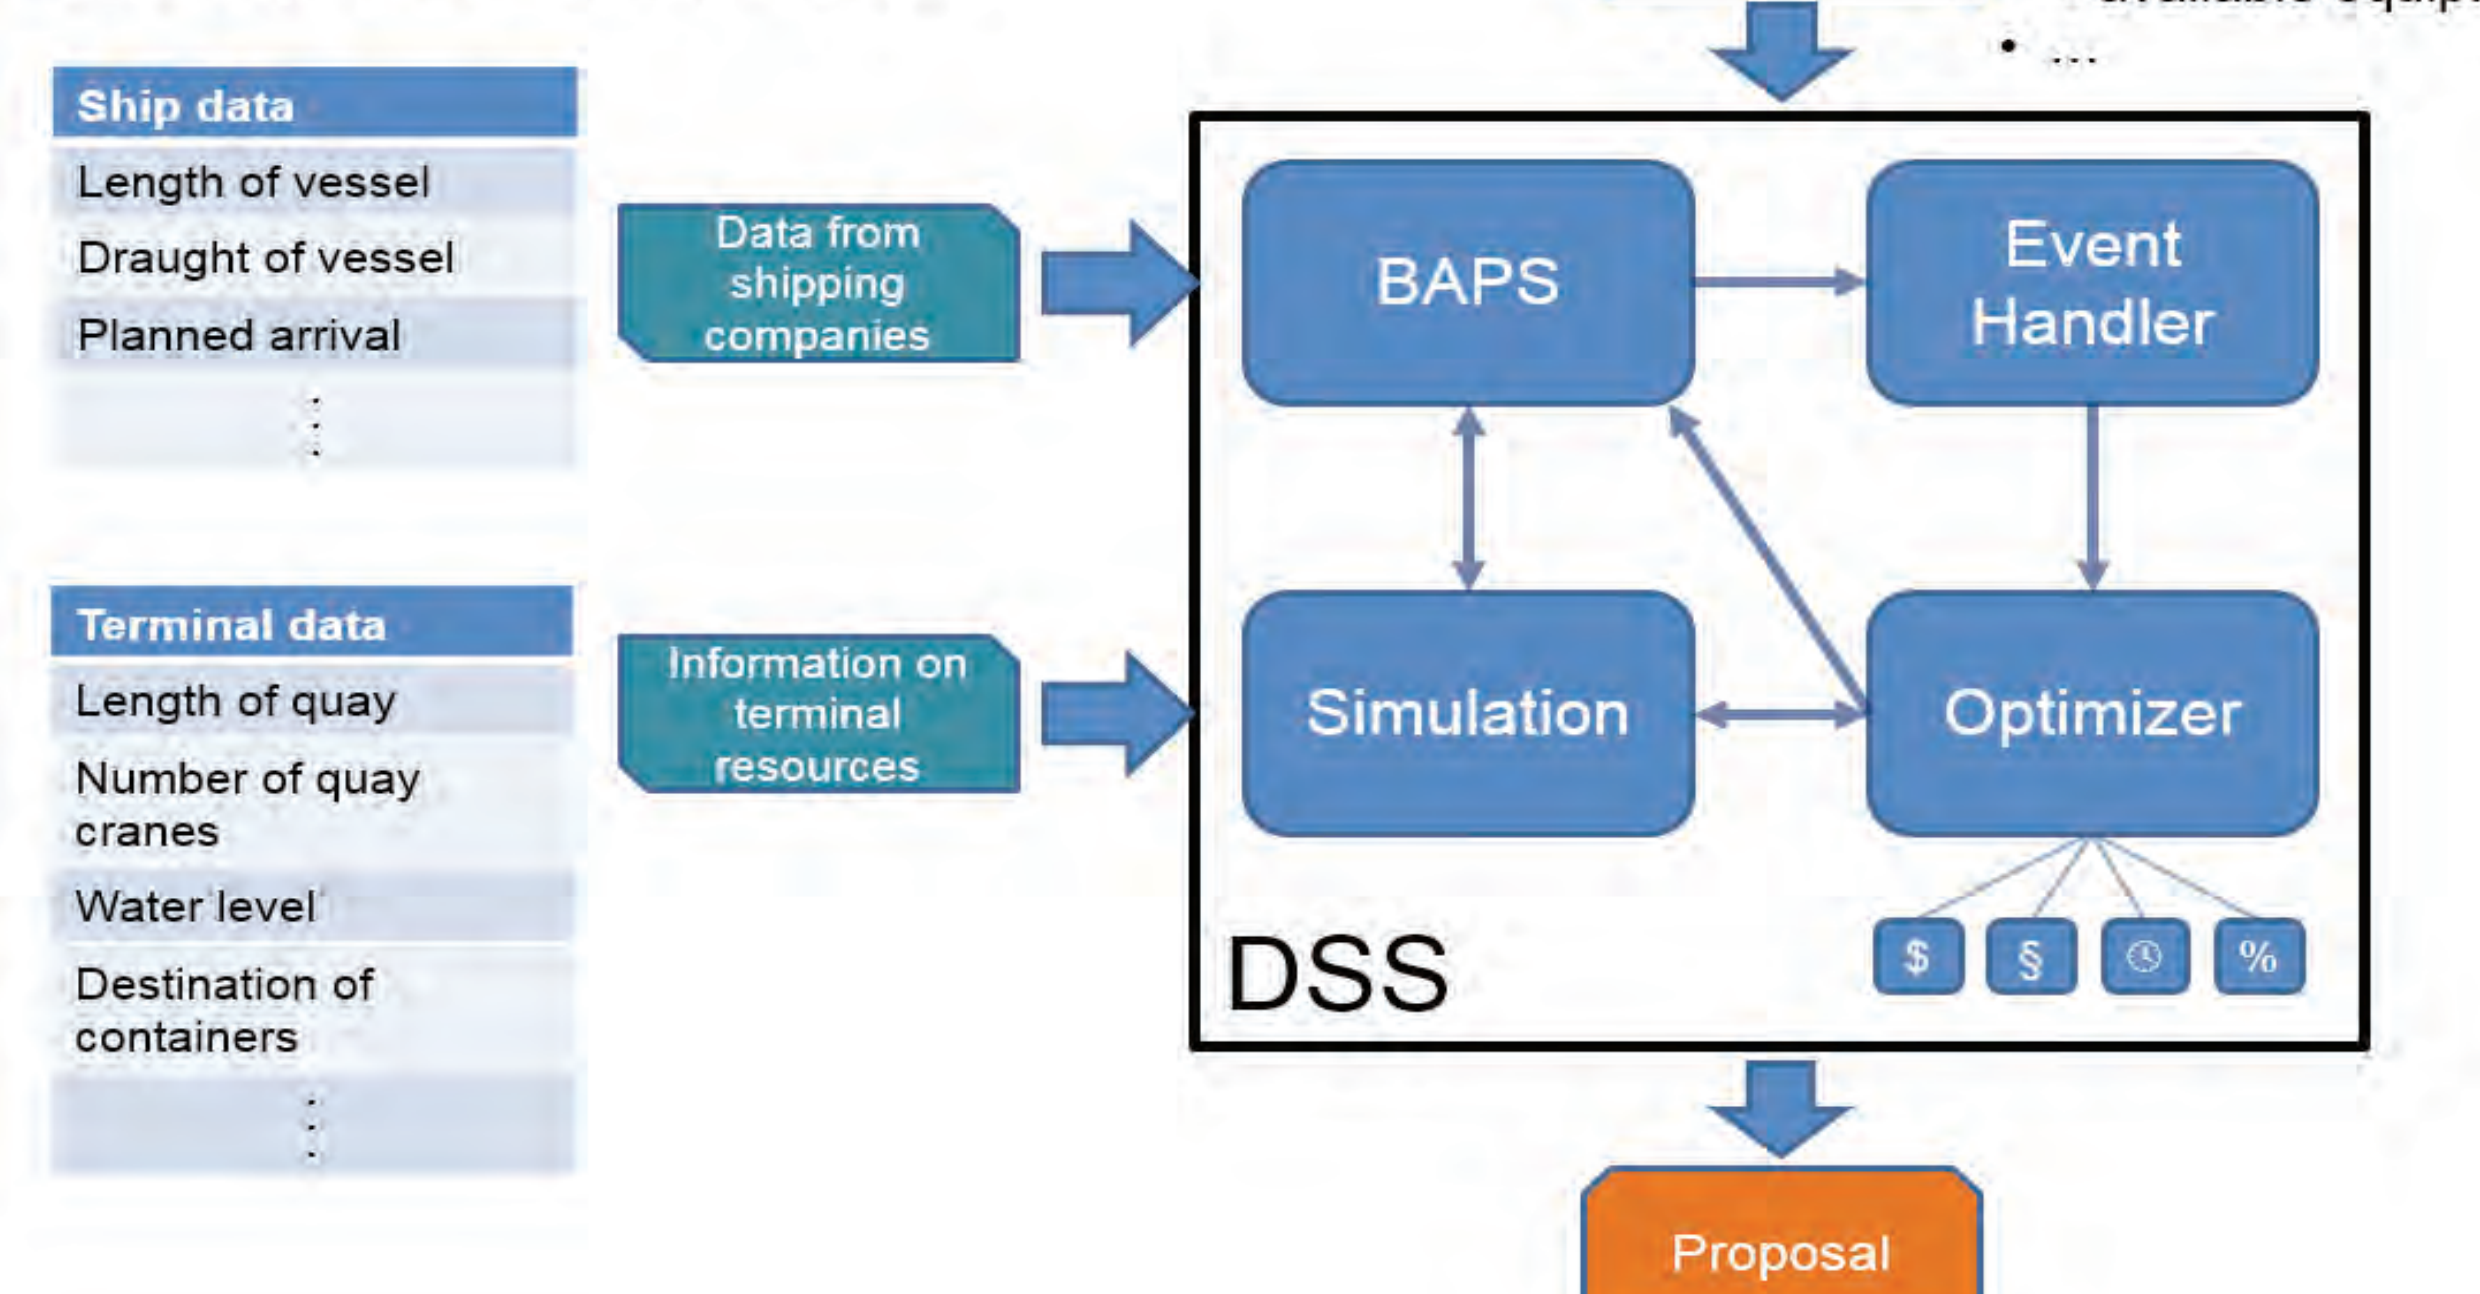 • ...
Ship data
Length of vessel
Draught of vessel
Planned arrival
Data from
shipping
companies
BAPS
Event
Handler
Terminal data
Length of quay
Number of quay
cranes
Water level
Destination of
containers
Information on
terminal
resources
Simulation
Optimizer
$ § %
DSS
Proposal